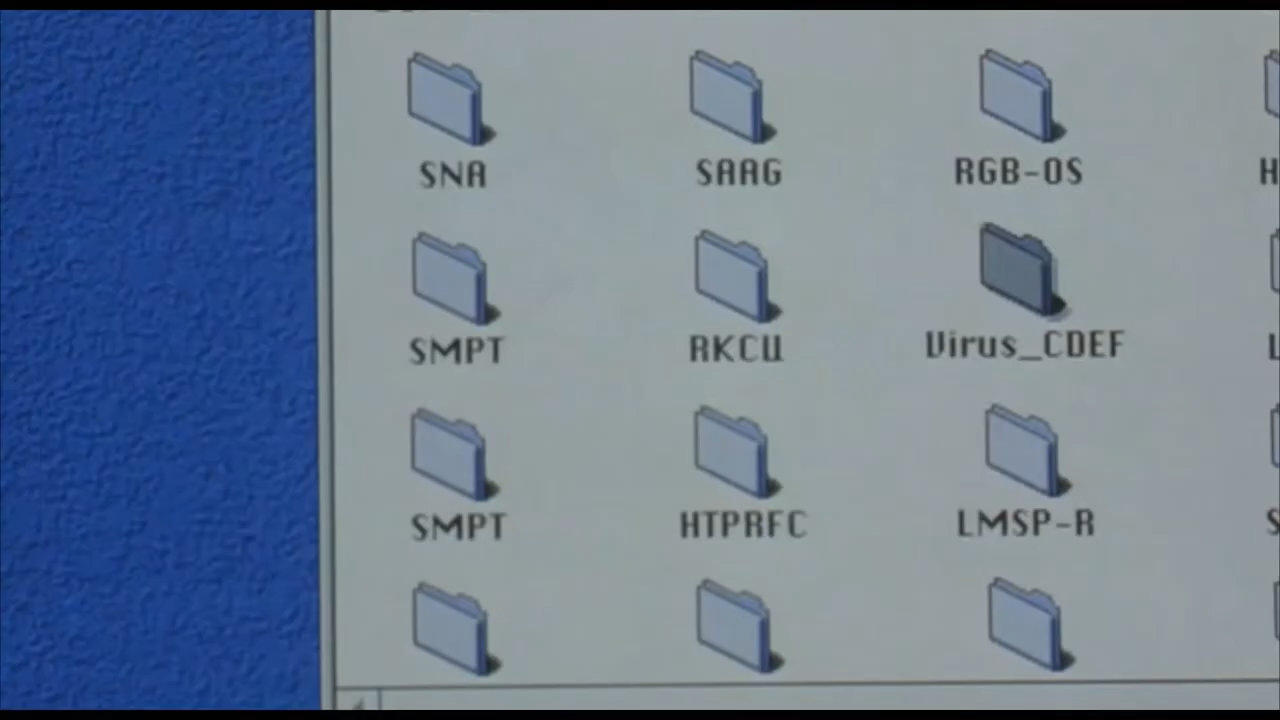 SNA SAAG RGB-OS H
SMPT RKCU Virus_CDEF L
SMPT HTPRFC LMSP-R S